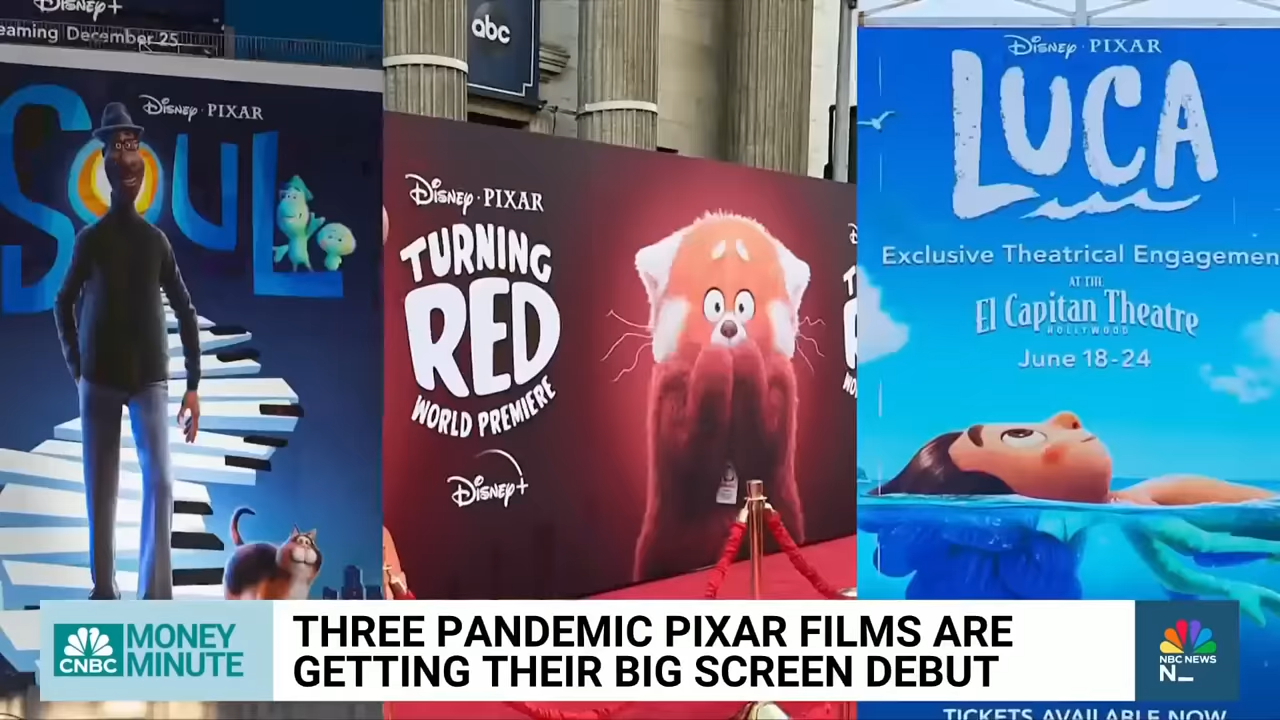 Disney+
eaming December 25
Disney · PIXAR
SOUL
abc
Disney · PIXAR
TURNING
RED
WORLD PREMIERE
Disney+
Disney · PIXAR
LUCA
Exclusive Theatrical Engagemen
AT THE
El Capitan Theatre
HOLLYWOOD
June 18-24
TICKETS AVAILABLE NOW
CNBC
MONEY
MINUTE
THREE PANDEMIC PIXAR FILMS ARE
GETTING THEIR BIG SCREEN DEBUT
NBC NEWS
N_